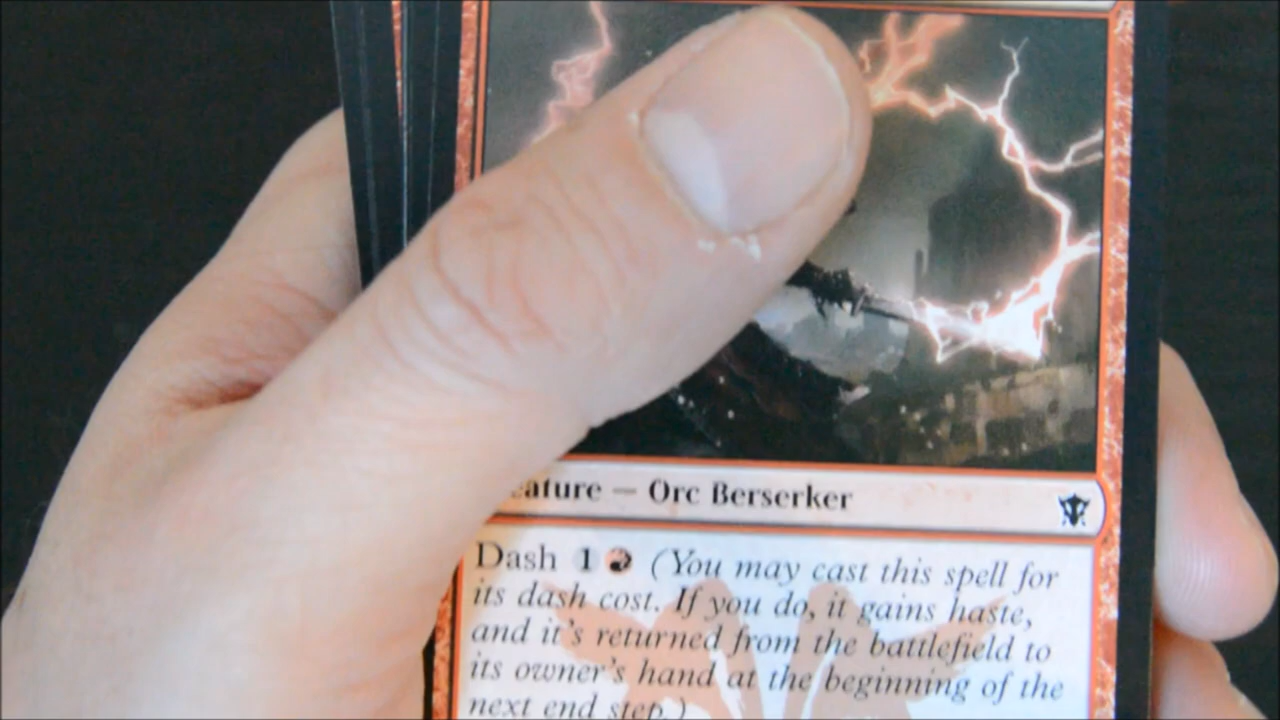 eature — Orc Berserker
Dash 1 (You may cast this spell for
its dash cost. If you do, it gains haste,
and it's returned from the battlefield to
its owner's hand at the beginning of the
next end step.)